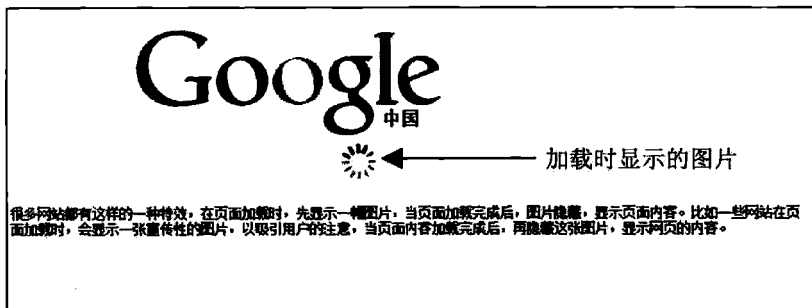 Google
中国
加载时显示的图片
很多网站都有这样的一种特效，在页面加载时，先显示一幅图片，当页面加载完成后，图片隐藏，显示页面内容。比如一些网站在页
面加载时，会显示一张宣传性的图片，以吸引用户的注意，当页面内容加载完成后，再隐藏这张图片，显示网页的内容。